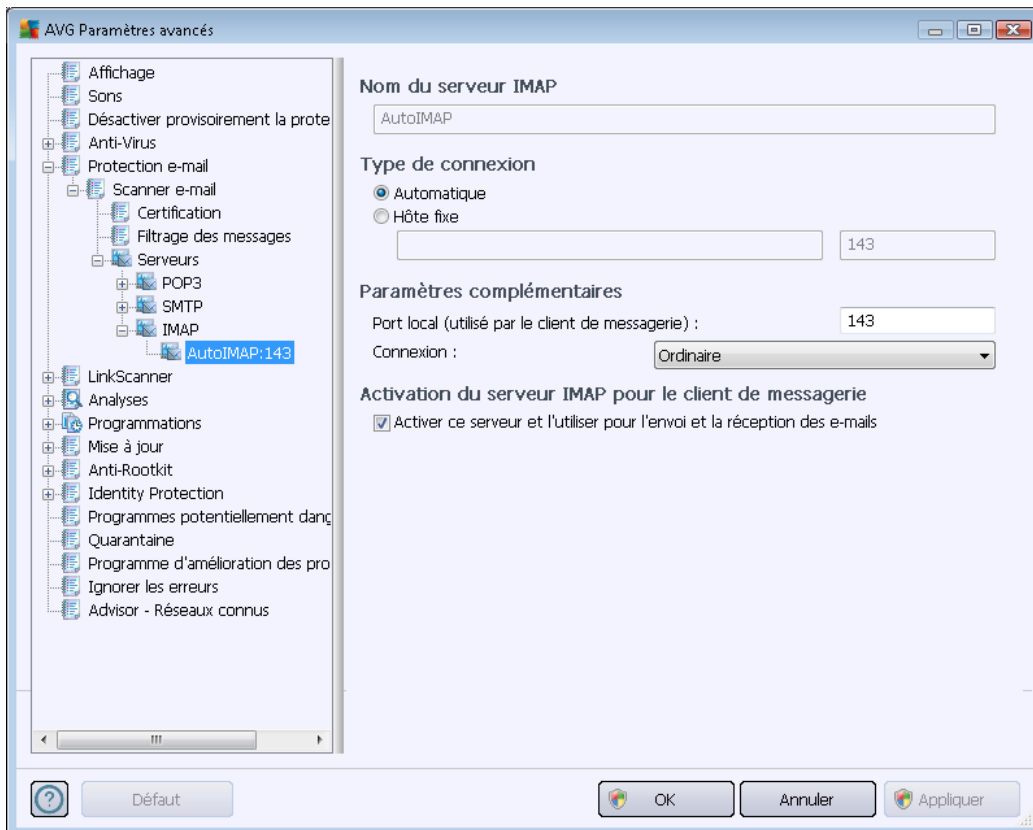 AVG Paramètres avancés
Affichage
Sons
Désactiver provisoirement la prote
Anti-Virus
Protection e-mail
Scanner e-mail
Certification
Filtrage des messages
Serveurs
POP3
SMTP
IMAP
AutoIMAP:143
LinkScanner
Analyses
Programmations
Mise à jour
Anti-Rootkit
Identity Protection
Programmes potentiellement dang
Quarantaine
Programme d'amélioration des pro
Ignorer les erreurs
Advisor - Réseaux connus
Nom du serveur IMAP
AutoIMAP
Type de connexion
Automatique
Hôte fixe
143
Paramètres complémentaires
Port local (utilisé par le client de messagerie) : 143
Connexion : Ordinaire
Activation du serveur IMAP pour le client de messagerie
Activer ce serveur et l'utiliser pour l'envoi et la réception des e-mails
Défaut OK Annuler Appliquer